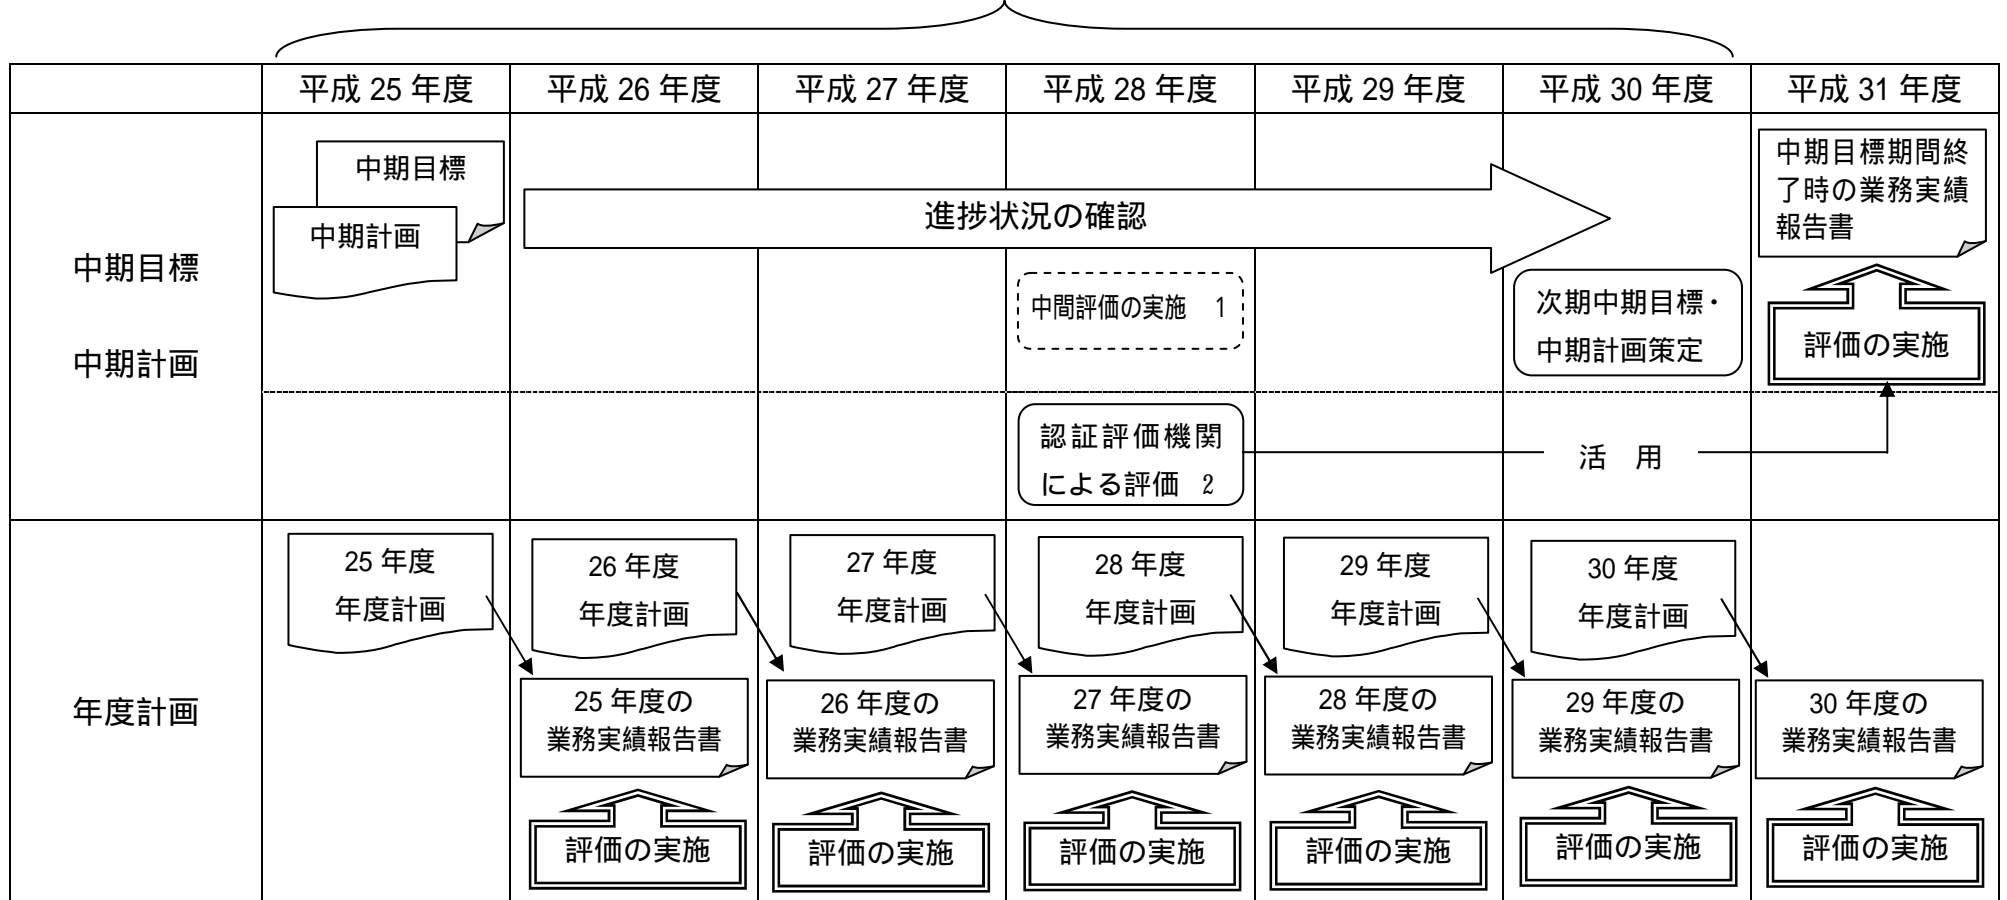 平成 25 年度 平成 26 年度 平成 27 年度 平成 28 年度 平成 29 年度 平成 30 年度 平成 31 年度
中期目標
中期計画
中期目標
中期計画
進捗状況の確認
中間評価の実施 1
次期中期目標・
中期計画策定
中期目標期間終
了時の業務実績
報告書
評価の実施
認証評価機関
による評価 2
活 用
年度計画
25 年度
年度計画
26 年度
年度計画
27 年度
年度計画
28 年度
年度計画
29 年度
年度計画
30 年度
年度計画
25 年度の
業務実績報告書
26 年度の
業務実績報告書
27 年度の
業務実績報告書
28 年度の
業務実績報告書
29 年度の
業務実績報告書
30 年度の
業務実績報告書
評価の実施 評価の実施 評価の実施 評価の実施 評価の実施 評価の実施